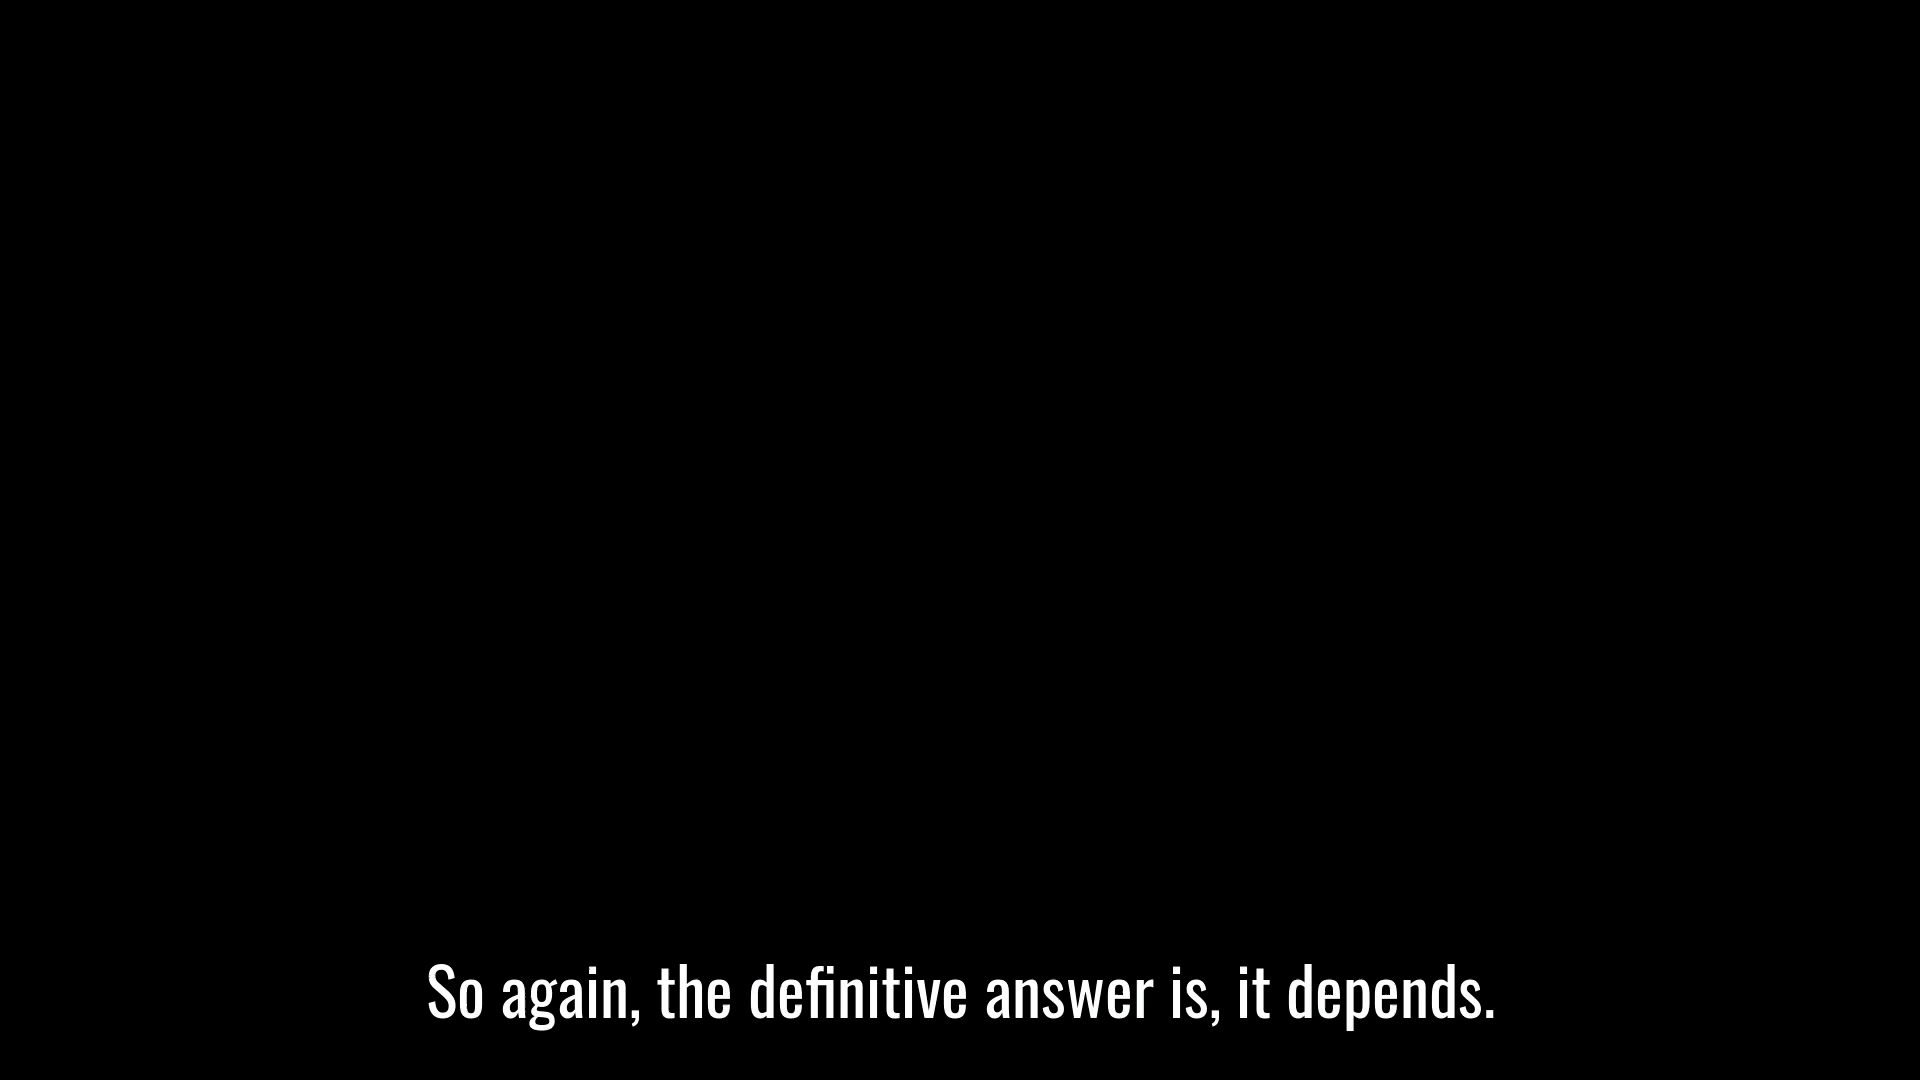 So again, the definitive answer is, it depends.